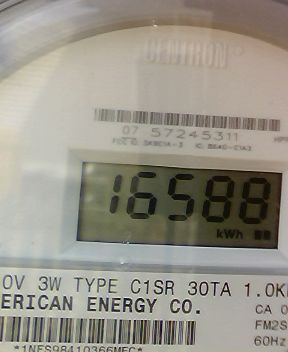 CENTRON®
07 57245311
16588
kWh
0V 3W TYPE C1SR 30TA 1.0K
ERICAN ENERGY CO.
CA 0
FM2S
60Hz
*1NFS98410366MEC*